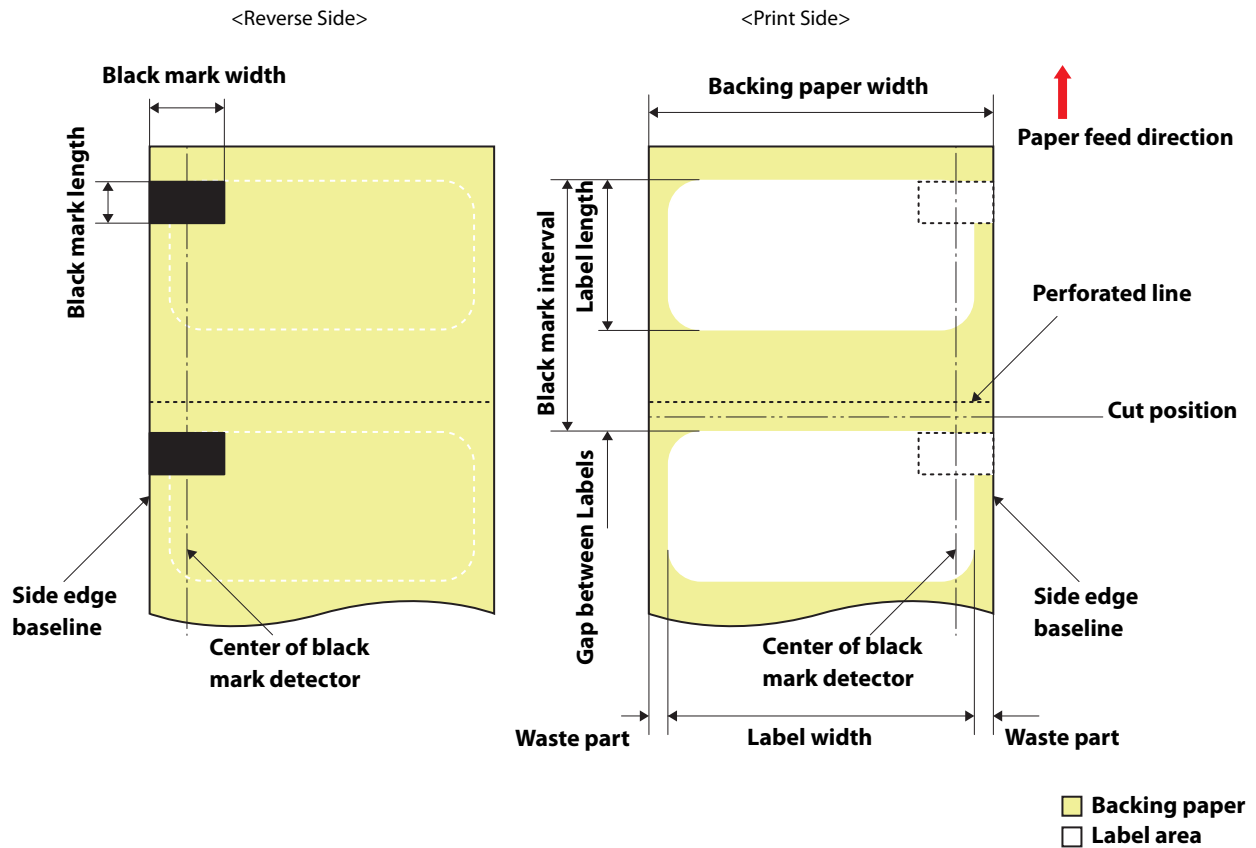 <Reverse Side>
<Print Side>
Black mark width
Backing paper width
Paper feed direction
Black mark length
Black mark interval
Label length
Perforated line
Cut position
Gap between Labels
Side edge
baseline
Center of black
mark detector
Center of black
mark detector
Side edge
baseline
Waste part
Label width
Waste part
Backing paper
Label area